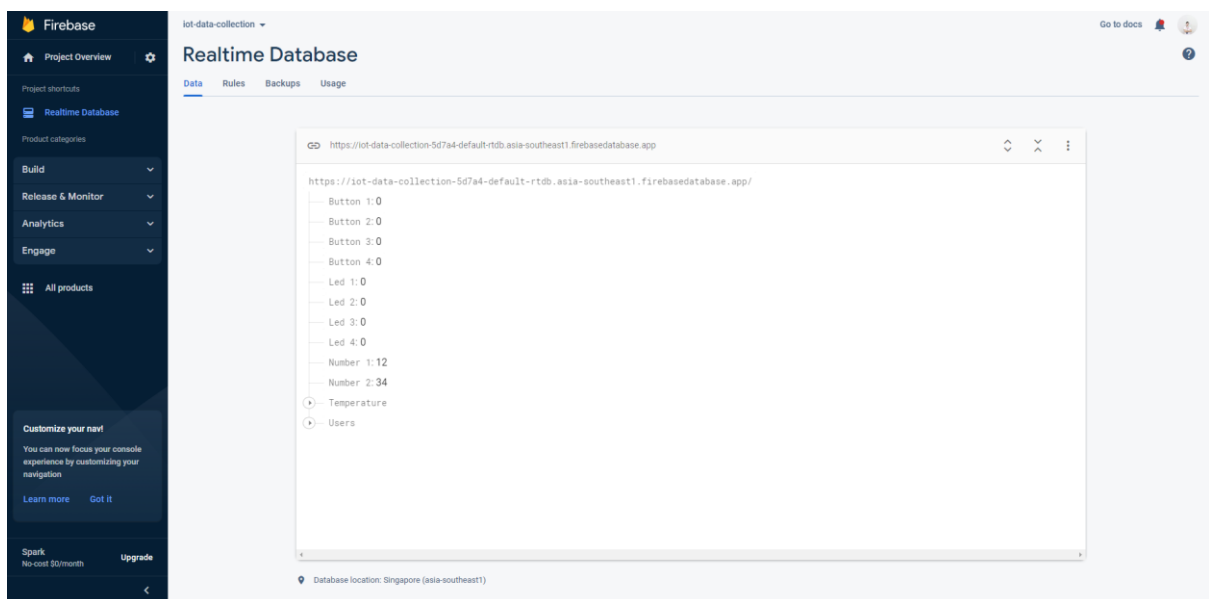 Firebase
Project Overview
Project shortcuts
Realtime Database
Product categories
Build
Release & Monitor
Analytics
Engage
All products
Customize your nav!
You can now focus your console
experience by customizing your
navigation
Learn more Got it
Spark
No-cost $0/month
Upgrade
iot-data-collection
Go to docs
Realtime Database
Data Rules Backups Usage
https://iot-data-collection-5d7a4-default-rtdb.asia-southeast1.firebasedatabase.app
https://iot-data-collection-5d7a4-default-rtdb.asia-southeast1.firebasedatabase.app/
Button 1: 0
Button 2: 0
Button 3: 0
Button 4: 0
Led 1: 0
Led 2: 0
Led 3: 0
Led 4: 0
Number 1: 12
Number 2: 34
Temperature
Users
Database location: Singapore (asia-southeast1)